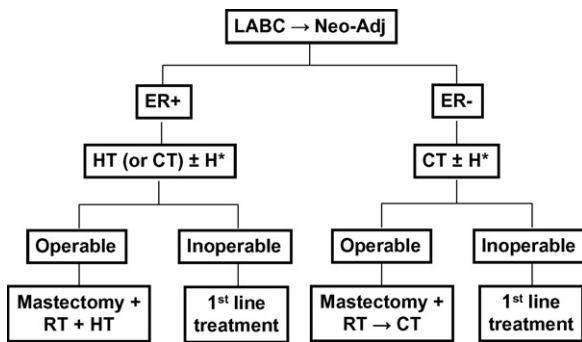 LABC → Neo-Adj
ER+
ER-
HT (or CT) ± H*
CT ± H*
Operable
Inoperable
Operable
Inoperable
Mastectomy +
RT + HT
1st line
treatment
Mastectomy +
RT → CT
1st line
treatment